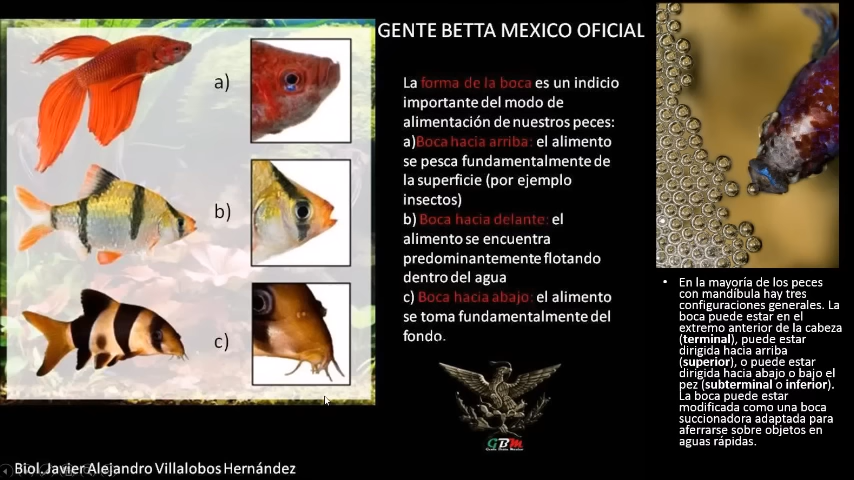 GENTE BETTA MEXICO OFICIAL
a)
b)
c)
La forma de la boca es un indicio
importante del modo de
alimentación de nuestros peces:
a)Boca hacia arriba: el alimento
se pesca fundamentalmente de
la superficie (por ejemplo
insectos)
b) Boca hacia delante: el
alimento se encuentra
predominantemente flotando
dentro del agua
c) Boca hacia abajo: el alimento
se toma fundamentalmente del
fondo.
GBM
• En la mayoría de los peces
con mandíbula hay tres
configuraciones generales. La
boca puede estar en el
extremo anterior de la cabeza
(terminal), puede estar
dirigida hacia arriba
(superior), o puede estar
dirigida hacia abajo o bajo el
pez (subterminal o inferior).
La boca puede estar
modificada como una boca
succionadora adaptada para
aferrarse sobre objetos en
aguas rápidas.
Biol. Javier Alejandro Villalobos Hernández